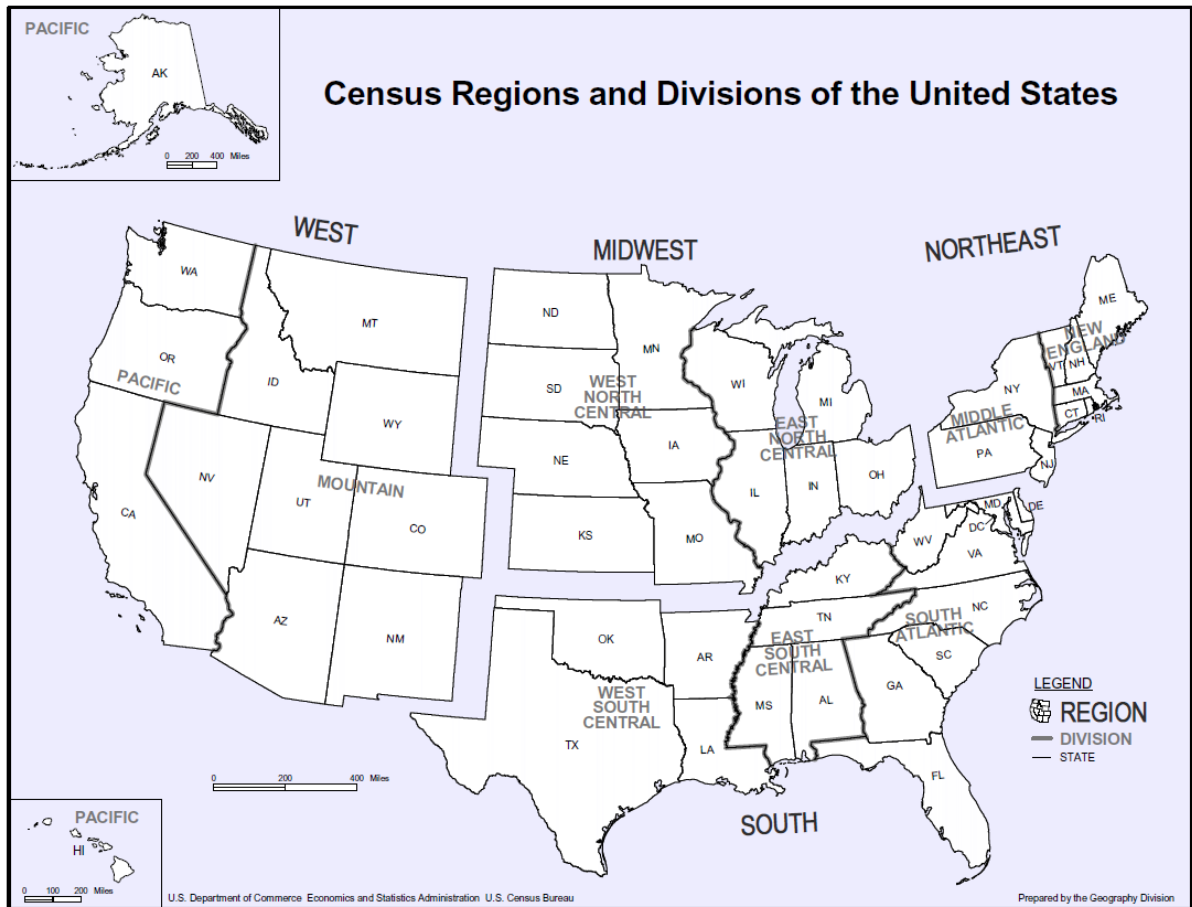 PACIFIC
AK
0 200 400 Miles
Census Regions and Divisions of the United States
WEST
MIDWEST
NORTHEAST
WA
MT
OR
ID
PACIFIC
WY
NV
UT
MOUNTAIN
CO
CA
AZ
NM
ND
MN
SD
WEST
NORTH
CENTRAL
IA
NE
KS
MO
WI
MI
EAST
NORTH
CENTRAL
IL
IN
OH
ME
NEW
ENGLAND
VT
NH
MA
CT
RI
NY
MIDDLE
ATLANTIC
PA
NJ
MD
DE
DC
WV
VA
KY
NC
TN
SOUTH
ATLANTIC
SC
EAST
SOUTH
CENTRAL
MS
AL
GA
FL
OK
AR
WEST
SOUTH
CENTRAL
TX
LA
SOUTH
LEGEND
REGION
DIVISION
STATE
0 200 400 Miles
PACIFIC
HI
0 100 200 Miles
U.S. Department of Commerce Economics and Statistics Administration U.S. Census Bureau
Prepared by the Geography Division